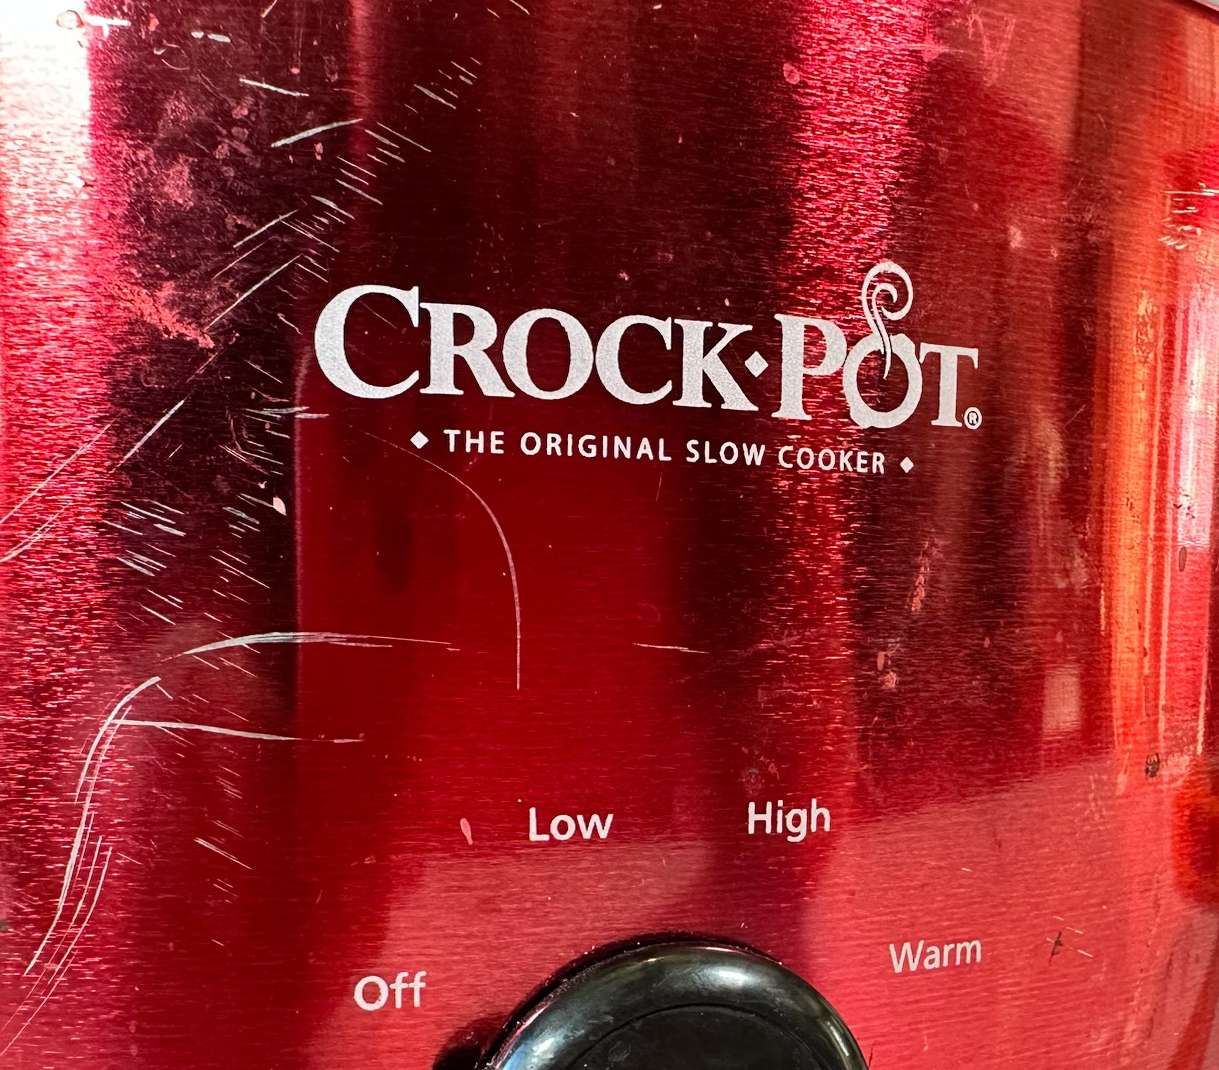 CROCK·POT®
◆ THE ORIGINAL SLOW COOKER ◆
Low High
Off Warm